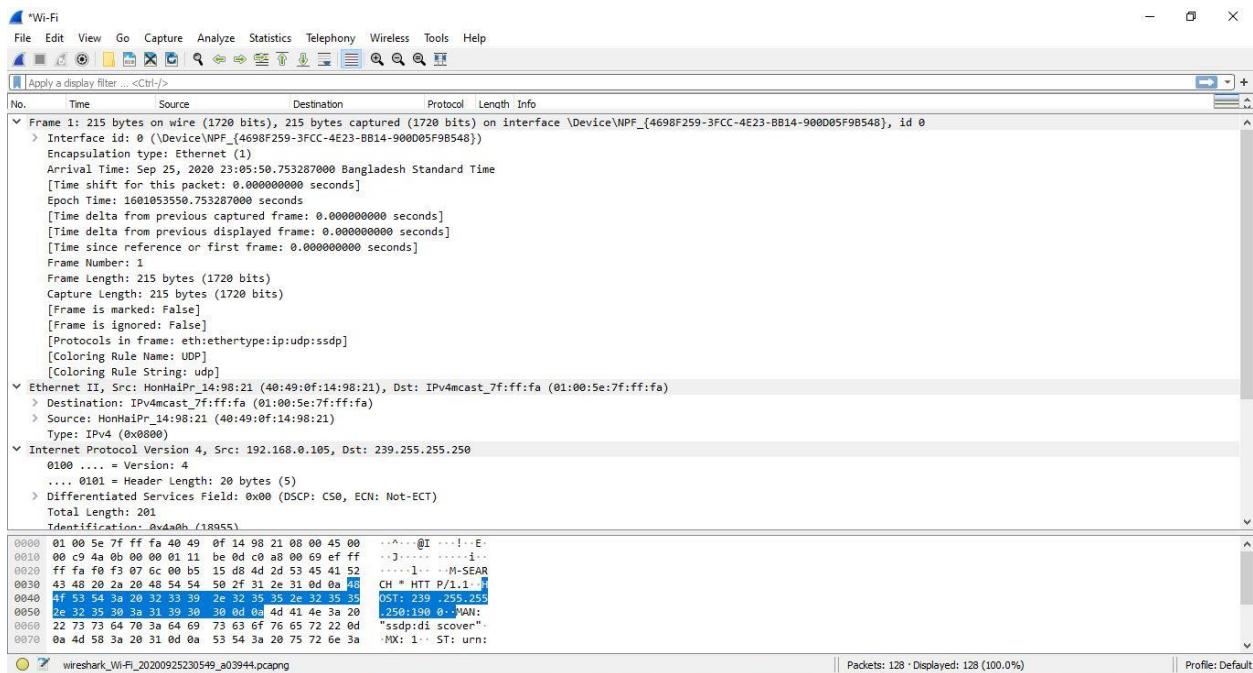 *Wi-Fi
File Edit View Go Capture Analyze Statistics Telephony Wireless Tools Help
Apply a display filter ... <Ctrl-/>
No. Time Source Destination Protocol Length Info
Frame 1: 215 bytes on wire (1720 bits), 215 bytes captured (1720 bits) on interface \Device\NPF_{4698F259-3FCC-4E23-BB14-900D05F9B548}, id 0
Interface id: 0 (\Device\NPF_{4698F259-3FCC-4E23-BB14-900D05F9B548})
Encapsulation type: Ethernet (1)
Arrival Time: Sep 25, 2020 23:05:50.753287000 Bangladesh Standard Time
[Time shift for this packet: 0.000000000 seconds]
Epoch Time: 1601053550.753287000 seconds
[Time delta from previous captured frame: 0.000000000 seconds]
[Time delta from previous displayed frame: 0.000000000 seconds]
[Time since reference or first frame: 0.000000000 seconds]
Frame Number: 1
Frame Length: 215 bytes (1720 bits)
Capture Length: 215 bytes (1720 bits)
[Frame is marked: False]
[Frame is ignored: False]
[Protocols in frame: eth:ethertype:ip:udp:ssdp]
[Coloring Rule Name: UDP]
[Coloring Rule String: udp]
Ethernet II, Src: HonHaiPr_14:98:21 (40:49:0f:14:98:21), Dst: IPv4mcast_7f:ff:fa (01:00:5e:7f:ff:fa)
Destination: IPv4mcast_7f:ff:fa (01:00:5e:7f:ff:fa)
Source: HonHaiPr_14:98:21 (40:49:0f:14:98:21)
Type: IPv4 (0x0800)
Internet Protocol Version 4, Src: 192.168.0.105, Dst: 239.255.255.250
0100 .... = Version: 4
.... 0101 = Header Length: 20 bytes (5)
Differentiated Services Field: 0x00 (DSCP: CS0, ECN: Not-ECT)
Total Length: 201
Identification: 0x4a0b (18955)
0000 01 00 5e 7f ff fa 40 49 0f 14 98 21 08 00 45 00 ··^···@I ···!··E·
0010 00 c9 4a 0b 00 00 01 11 be 0d c0 a8 00 69 ef ff ··J····· ·····i··
0020 ff fa f0 f3 07 6c 00 b5 15 d8 4d 2d 53 45 41 52 ·····l·· ··M-SEAR
0030 43 48 20 2a 20 48 54 54 50 2f 31 2e 31 0d 0a 48 CH * HTT P/1.1··H
0040 4f 53 54 3a 20 32 33 39 2e 32 35 35 2e 32 35 35 OST: 239 .255.255
0050 2e 32 35 30 3a 31 39 30 30 0d 0a 4d 41 4e 3a 20 .250:190 0··MAN:
0060 22 73 73 64 70 3a 64 69 73 63 6f 76 65 72 22 0d "ssdp:di scover"·
0070 0a 4d 58 3a 20 31 0d 0a 53 54 3a 20 75 72 6e 3a ·MX: 1·· ST: urn:
wireshark_Wi-Fi_20200925230549_a03944.pcapng Packets: 128 · Displayed: 128 (100.0%) Profile: Default